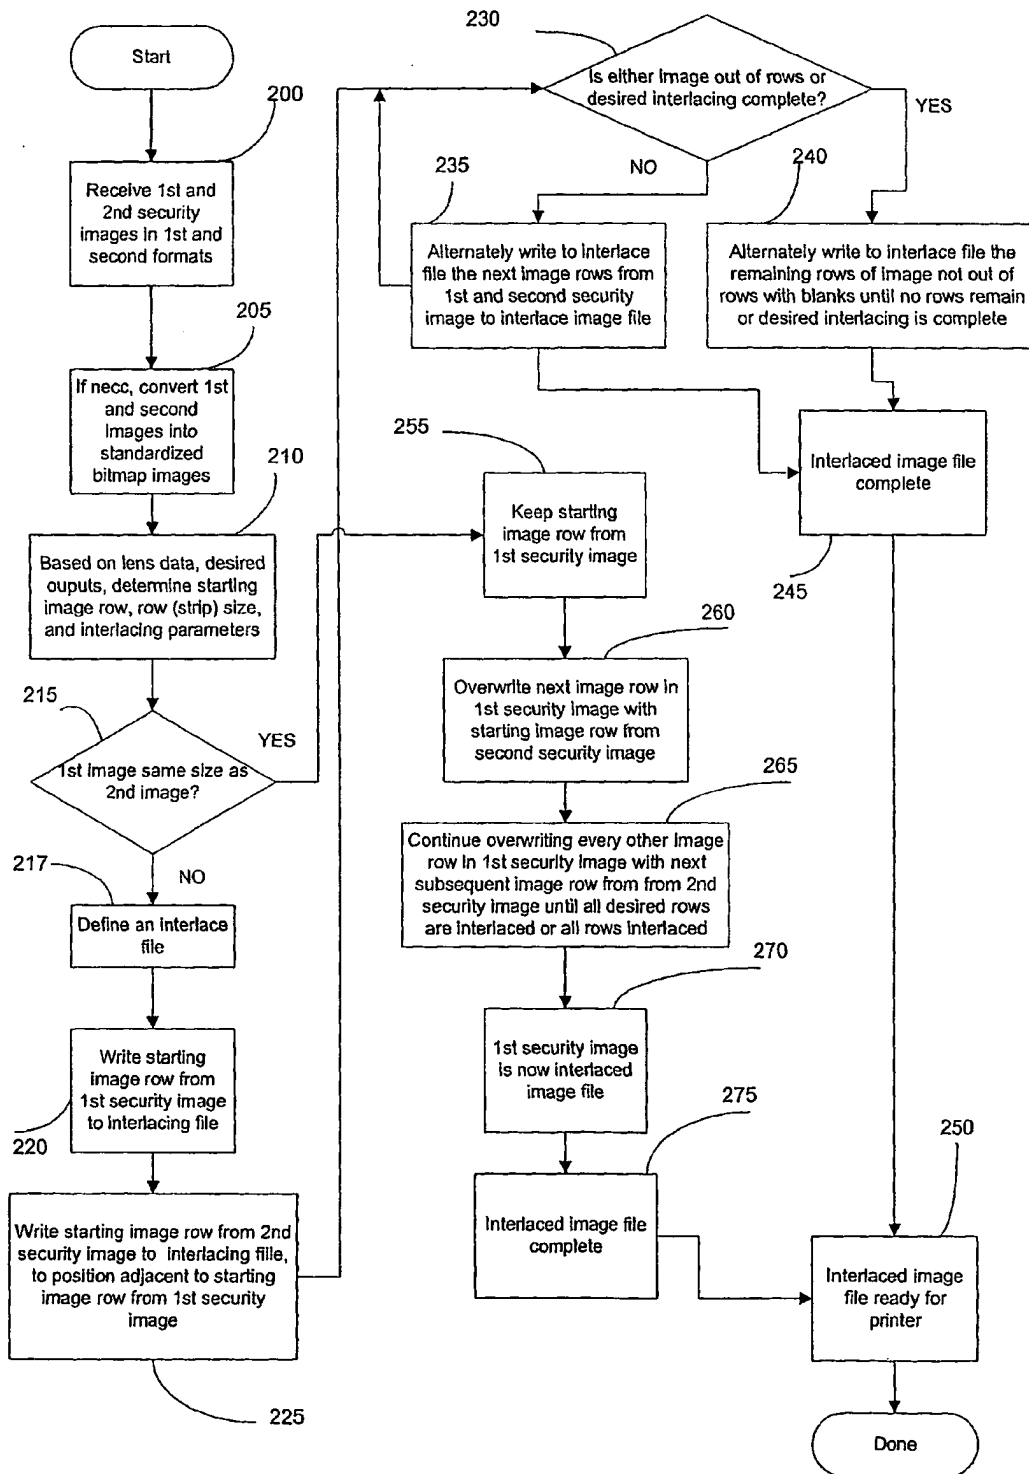 Start
200
Receive 1st and
2nd security
images in 1st and
second formats
205
If necc, convert 1st
and second
images into
standardized
bitmap images
210
Based on lens data, desired
ouputs, determine starting
image row, row (strip) size,
and interlacing parameters
215
1st image same size as
2nd image?
YES
NO
217
Define an interlace
file
Write starting
image row from
1st security image
to interlacing file
220
Write starting image row from 2nd
security image to interlacing fille,
to position adjacent to starting
image row from 1st security
image
225
230
Is either image out of rows or
desired interlacing complete?
YES
NO
235
Alternately write to interlace
file the next image rows from
1st and second security
image to interlace image file
240
Alternately write to interlace file the
remaining rows of image not out of
rows with blanks until no rows remain
or desired interlacing is complete
Interlaced image file
complete
245
255
Keep starting
image row from
1st security image
260
Overwrite next image row in
1st security image with
starting image row from
second security image
265
Continue overwriting every other image
row in 1st security image with next
subsequent image row from from 2nd
security image until all desired rows
are interlaced or all rows interlaced
270
1st security image
is now interlaced
image file
275
Interlaced image file
complete
250
Interlaced image
file ready for
printer
Done